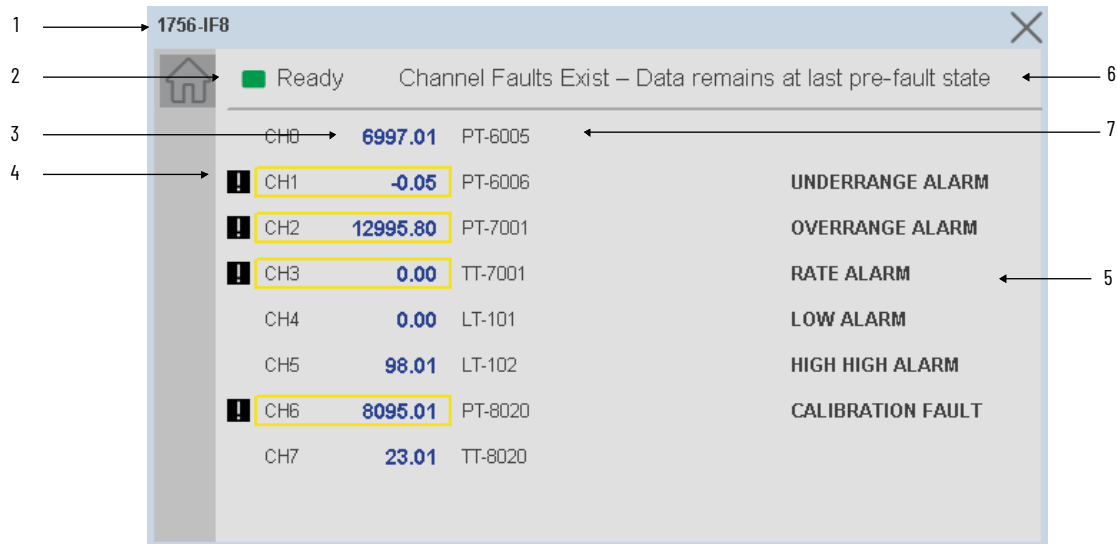 1 1756-IF8
2 Ready Channel Faults Exist – Data remains at last pre-fault state 6
3 CH0 6997.01 PT-6005 7
4 ! CH1 -0.05 PT-6006 UNDERRANGE ALARM
! CH2 12995.80 PT-7001 OVERRANGE ALARM
! CH3 0.00 TT-7001 RATE ALARM 5
CH4 0.00 LT-101 LOW ALARM
CH5 98.01 LT-102 HIGH HIGH ALARM
! CH6 8095.01 PT-8020 CALIBRATION FAULT
CH7 23.01 TT-8020